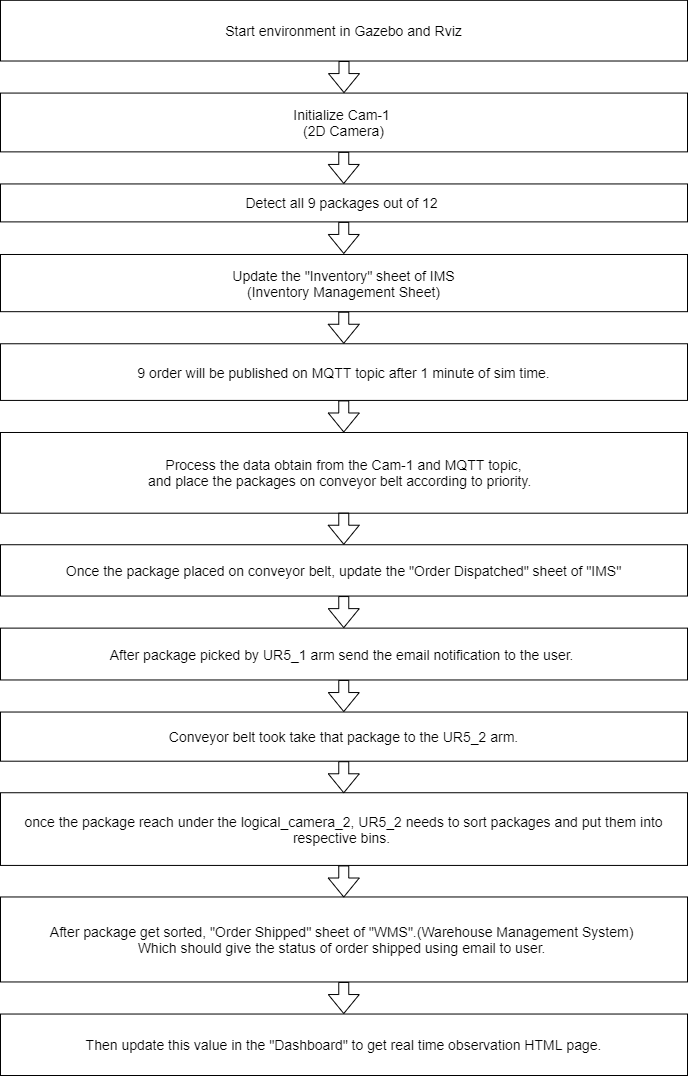 Start environment in Gazebo and Rviz
Initialize Cam-1
(2D Camera)
Detect all 9 packages out of 12
Update the "Inventory" sheet of IMS
(Inventory Management Sheet)
9 order will be published on MQTT topic after 1 minute of sim time.
Process the data obtain from the Cam-1 and MQTT topic,
and place the packages on conveyor belt according to priority.
Once the package placed on conveyor belt, update the "Order Dispatched" sheet of "IMS"
After package picked by UR5_1 arm send the email notification to the user.
Conveyor belt took take that package to the UR5_2 arm.
once the package reach under the logical_camera_2, UR5_2 needs to sort packages and put them into
respective bins.
After package get sorted, "Order Shipped" sheet of "WMS".(Warehouse Management System)
Which should give the status of order shipped using email to user.
Then update this value in the "Dashboard" to get real time observation HTML page.